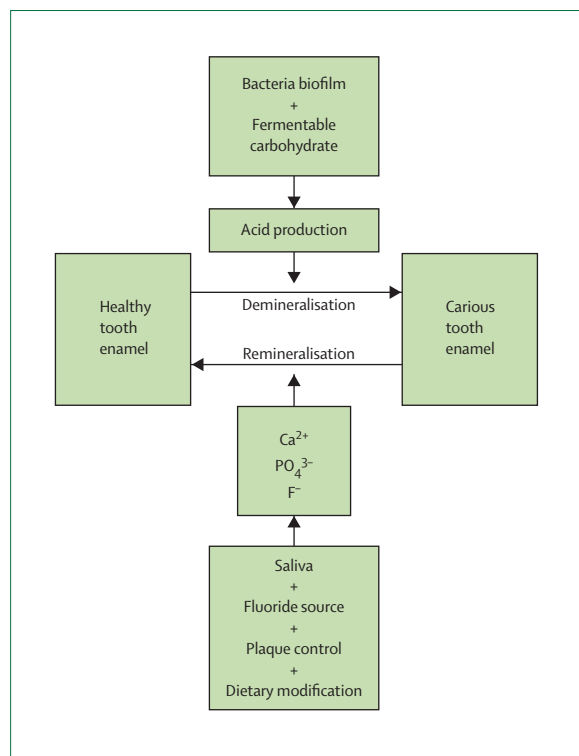 Bacteria biofilm
+
Fermentable
carbohydrate
Acid production
Healthy
tooth
enamel
Demineralisation
Remineralisation
Carious
tooth
enamel
Ca²⁺
PO₄³⁻
F⁻
Saliva
+
Fluoride source
+
Plaque control
+
Dietary modification